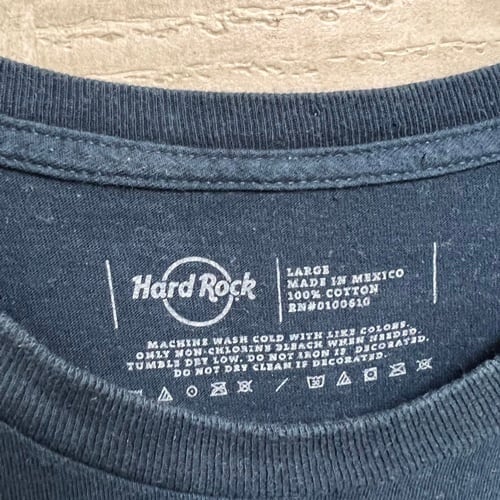 Hard Rock
LARGE
MADE IN MEXICO
100% COTTON
RN#0100610
MACHINE WASH COLD WITH LIKE COLORS.
ONLY NON-CHLORINE BLEACH WHEN NEEDED.
TUMBLE DRY LOW. DO NOT IRON IF DECORATED.
DO NOT DRY CLEAN IF DECORATED.